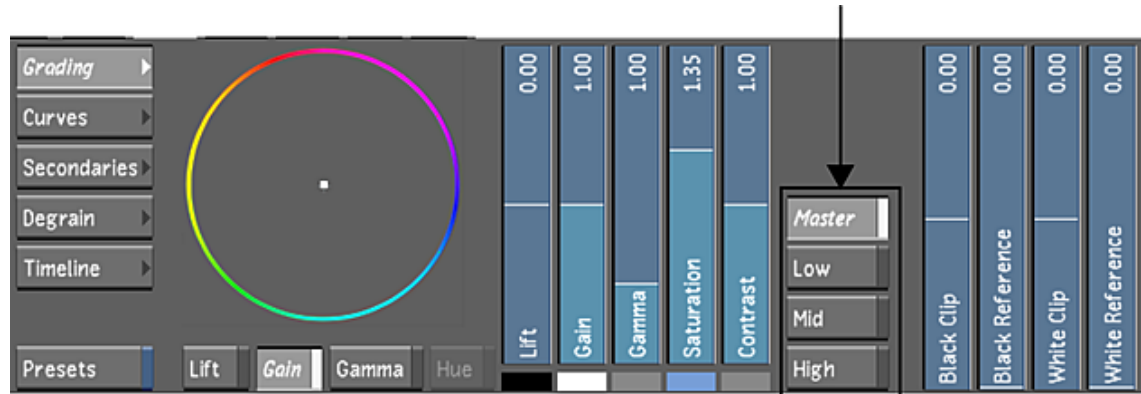 Grading
Curves
Secondaries
Degrain
Timeline
Presets
Lift Gain Gamma Hue
0.00 1.00 1.00 1.35 1.00
Lift Gain Gamma Saturation Contrast
Master
Low
Mid
High
0.00 0.00 0.00 0.00
Black Clip Black Reference White Clip White Reference